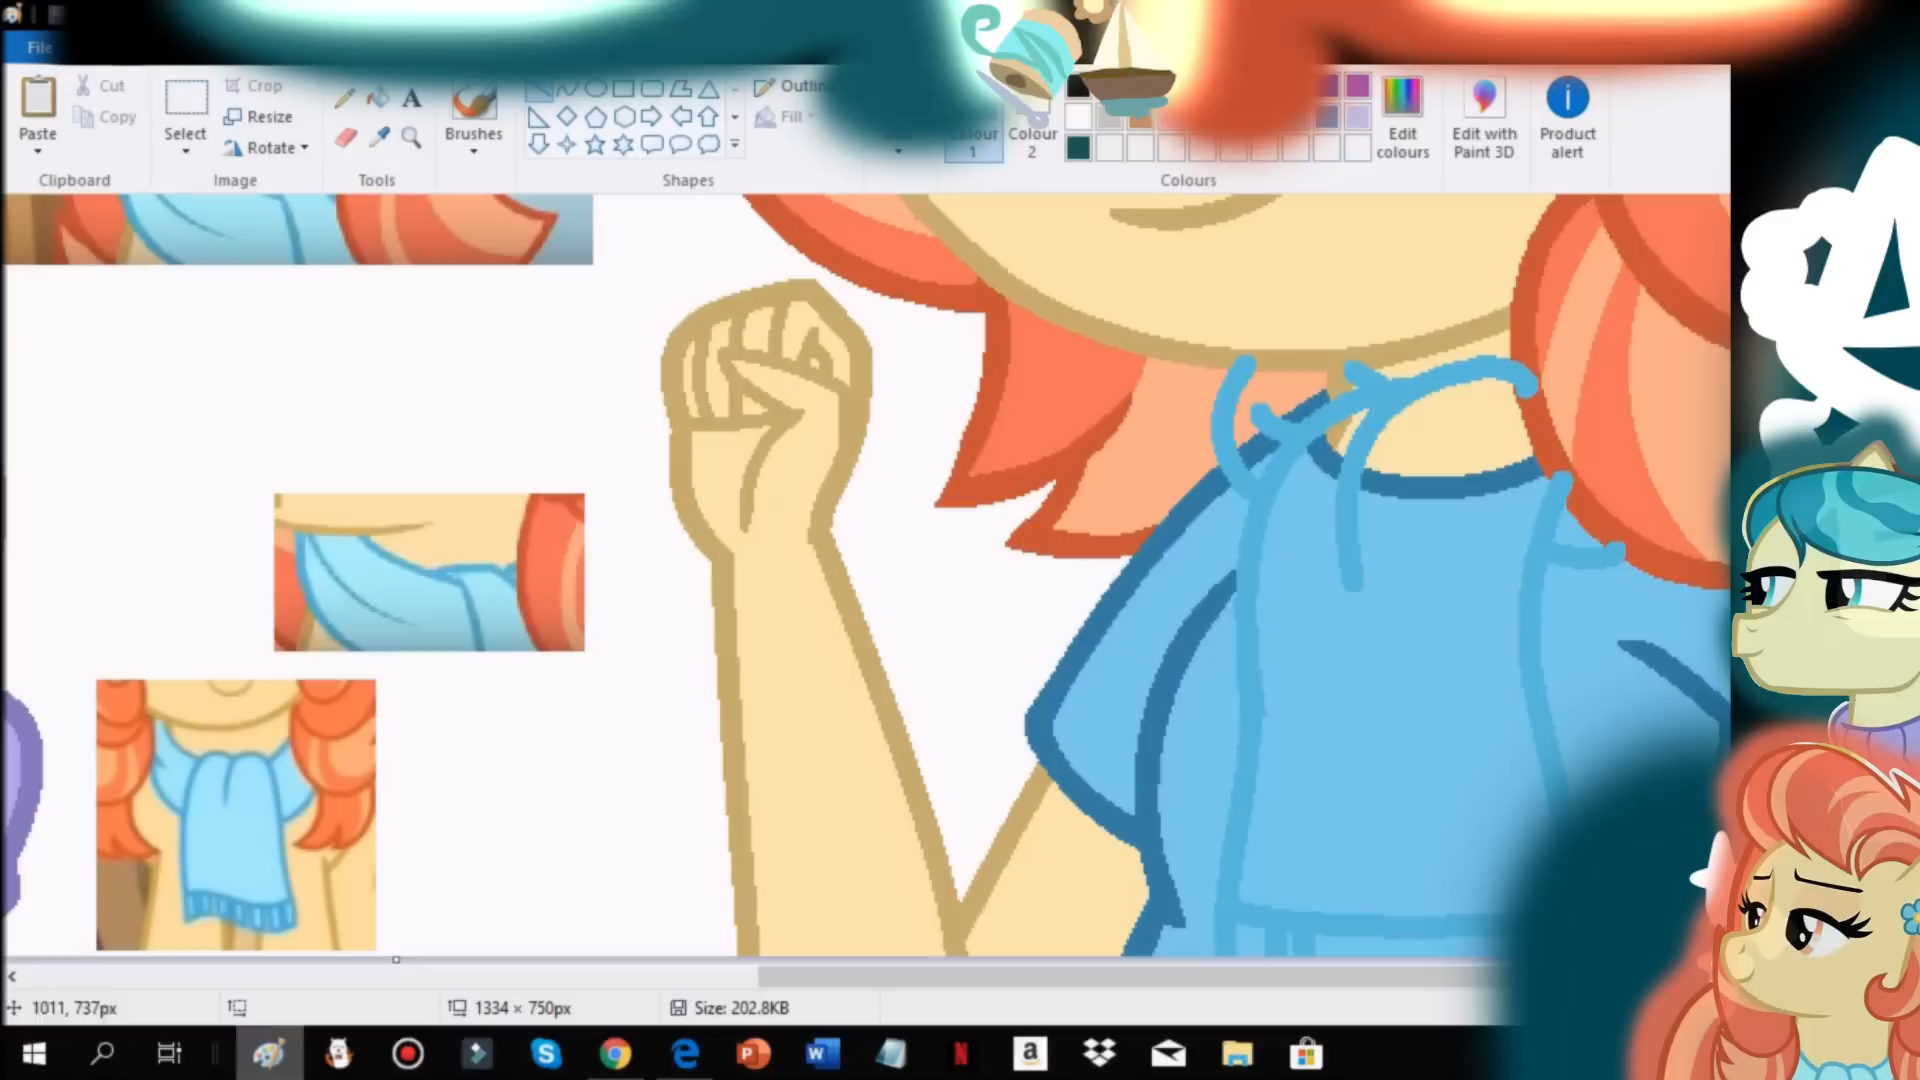 File
Paste
Cut
Copy
Clipboard
Select
Crop
Resize
Rotate
Image
A
Tools
Brushes
Shapes
Fill
Colour
1
Colour
2
Edit
colours
Edit with
Paint 3D
Product
alert
Colours
1011, 737px
1334 × 750px
Size: 202.8KB